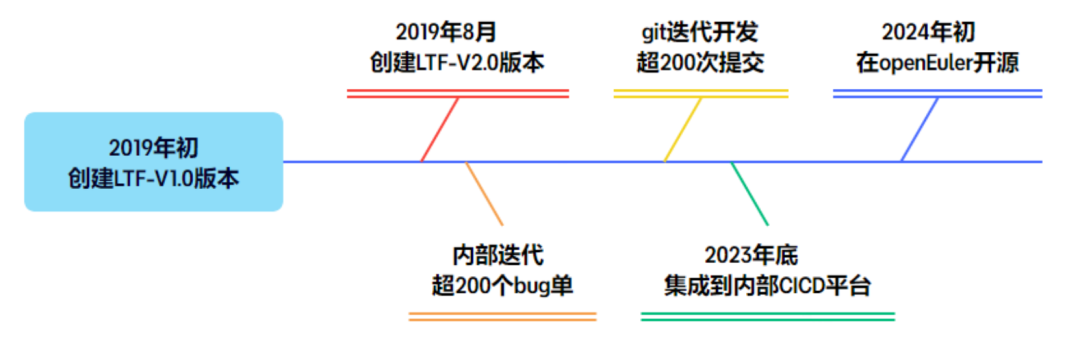 2019年初
创建LTF-V1.0版本
2019年8月
创建LTF-V2.0版本
内部迭代
超200个bug单
git迭代开发
超200次提交
2023年底
集成到内部CICD平台
2024年初
在openEuler开源